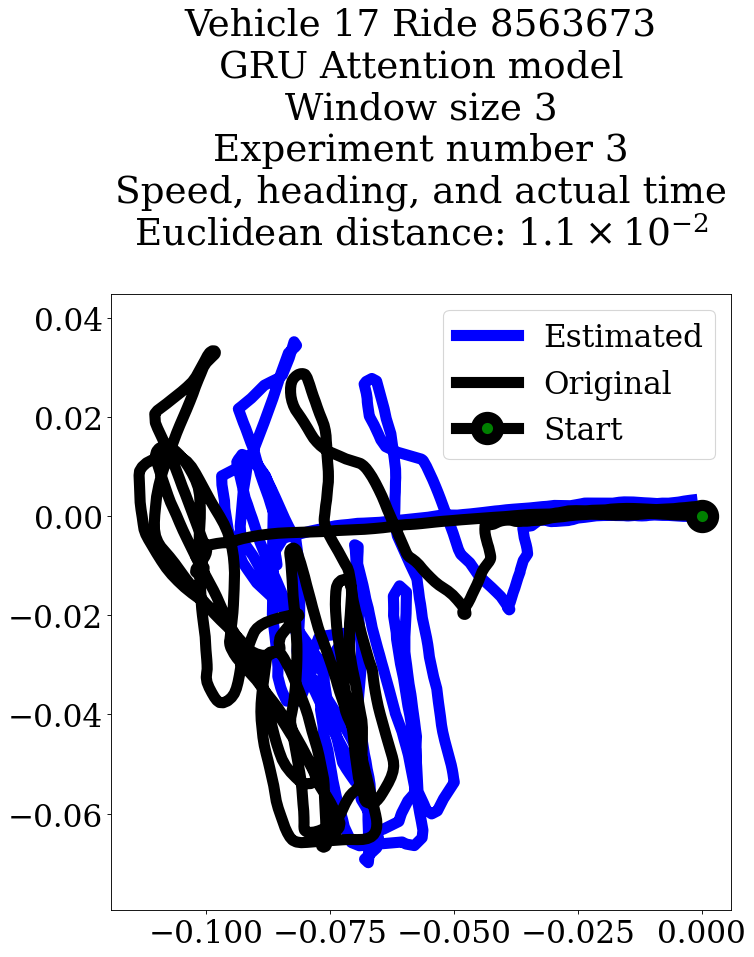 Vehicle 17 Ride 8563673
GRU Attention model
Window size 3
Experiment number 3
Speed, heading, and actual time
Euclidean distance: 1.1 × 10⁻²
Estimated
Original
Start
0.04
0.02
0.00
−0.02
−0.04
−0.06
−0.100 −0.075 −0.050 −0.025 0.000